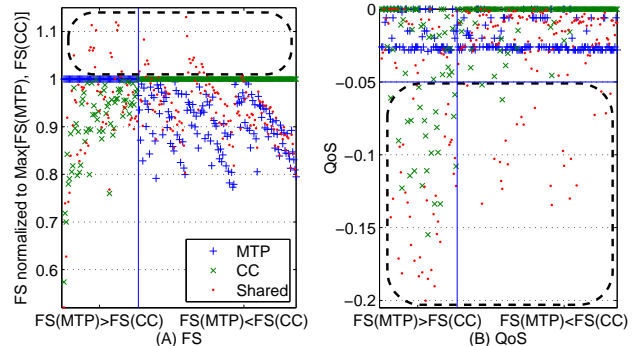 FS normalized to Max[FS(MTP), FS(CC)]
1.1
1
0.9
0.8
0.7
0.6
MTP
CC
Shared
FS(MTP)>FS(CC) FS(MTP)<FS(CC)
(A) FS
QoS
0
−0.05
−0.1
−0.15
−0.2
FS(MTP)>FS(CC) FS(MTP)<FS(CC)
(B) QoS